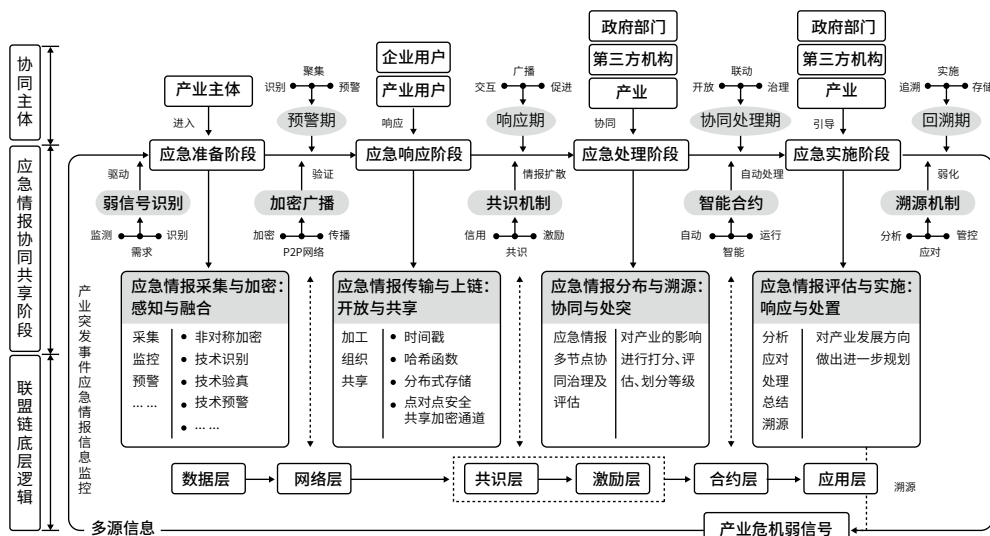 协同主体
应急情报协同共享阶段
联盟链底层逻辑
产业突发事件应急情报信息监控
产业主体
进入
聚集
识别
预警
预警期
企业用户
产业用户
响应
广播
交互
促进
响应期
政府部门
第三方机构
产业
协同
联动
开放
治理
协同处理期
政府部门
第三方机构
产业
引导
实施
追溯
存储
回溯期
应急准备阶段
应急响应阶段
应急处理阶段
应急实施阶段
驱动
弱信号识别
监测
识别
需求
验证
加密广播
加密
传播
P2P网络
情报扩散
共识机制
信用
激励
共识
自动处理
智能合约
自动
运行
智能
弱化
溯源机制
分析
管控
应对
应急情报采集与加密：
感知与融合
采集
监控
预警
... ...
● 非对称加密
● 技术识别
● 技术验真
● 技术预警
● ... ...
应急情报传输与上链：
开放与共享
加工
组织
共享
● 时间戳
● 哈希函数
● 分布式存储
● 点对点安全
共享加密通道
应急情报分布与溯源：
协同与处突
应急情报
多节点协
同治理及
评估
对产业的影响
进行打分、评
估、划分等级
应急情报评估与实施：
响应与处置
分析
应对
处理
总结
溯源
对产业发展方向
做出进一步规划
数据层
网络层
共识层
激励层
合约层
应用层
溯源
多源信息
产业危机弱信号